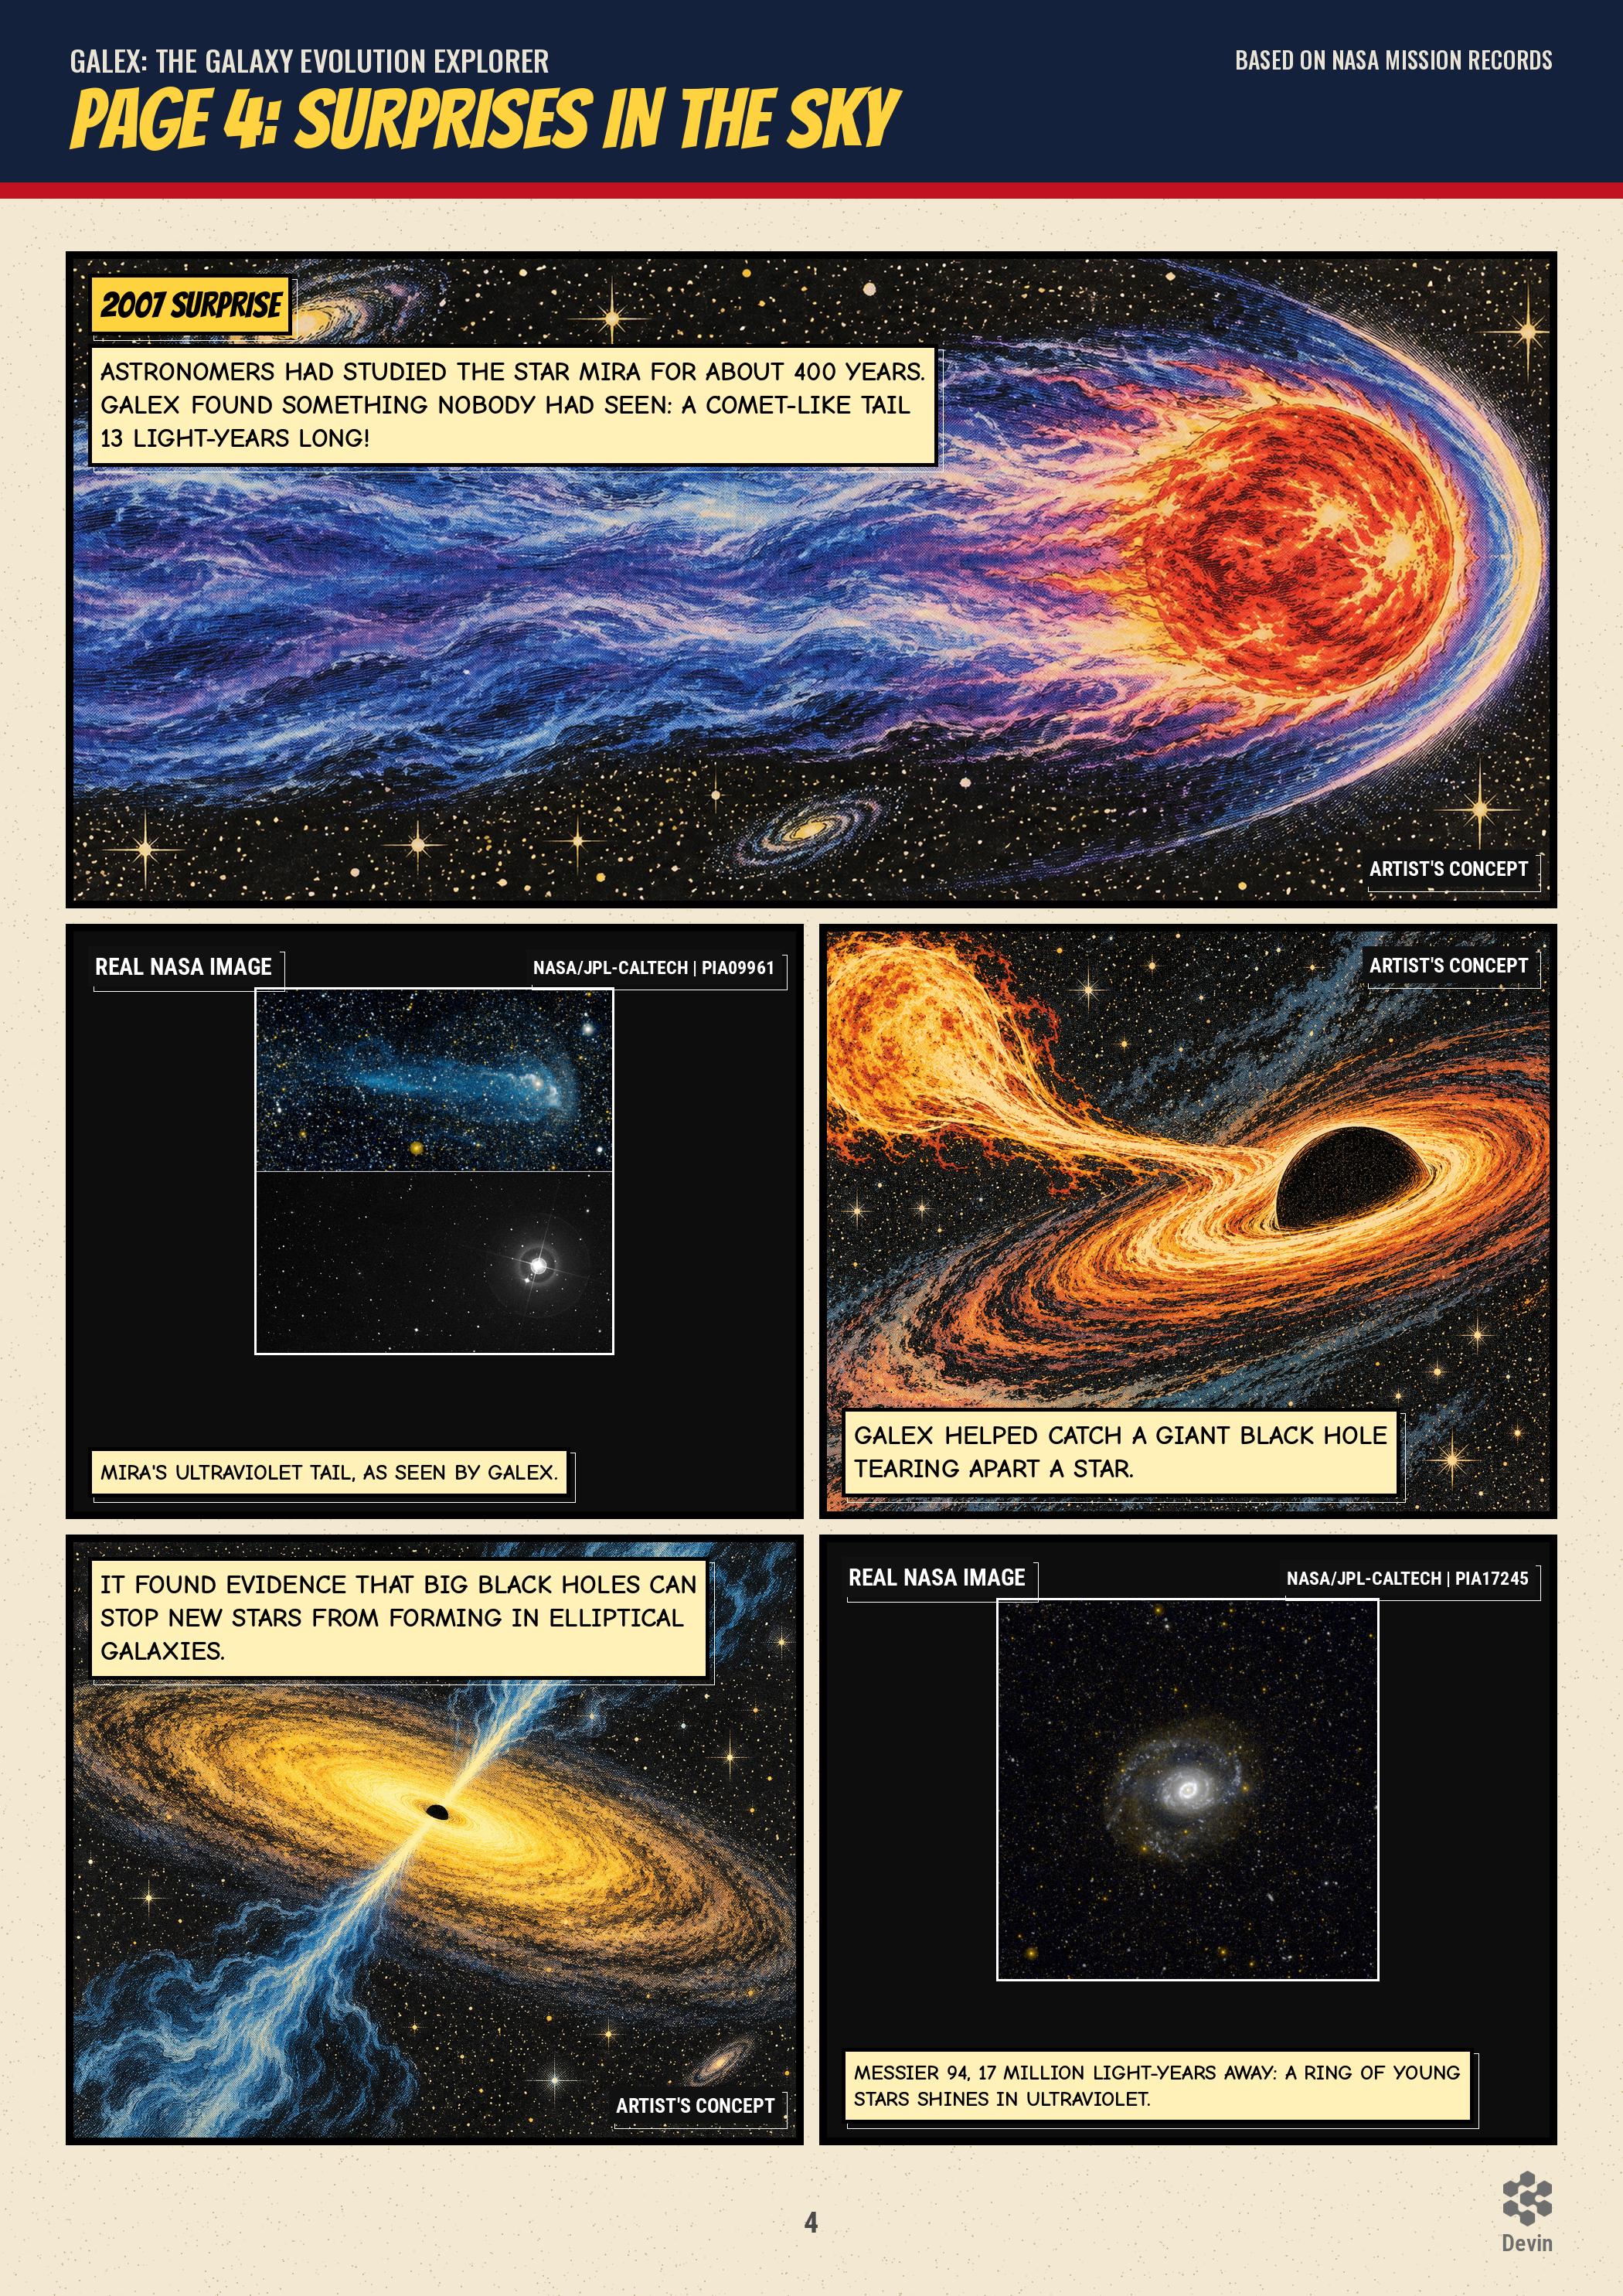 GALEX: THE GALAXY EVOLUTION EXPLORER
BASED ON NASA MISSION RECORDS
PAGE 4: SURPRISES IN THE SKY
2007 SURPRISE
ASTRONOMERS HAD STUDIED THE STAR MIRA FOR ABOUT 400 YEARS.
GALEX FOUND SOMETHING NOBODY HAD SEEN: A COMET-LIKE TAIL
13 LIGHT-YEARS LONG!
ARTIST'S CONCEPT
REAL NASA IMAGE
NASA/JPL-CALTECH | PIA09961
MIRA'S ULTRAVIOLET TAIL, AS SEEN BY GALEX.
ARTIST'S CONCEPT
GALEX HELPED CATCH A GIANT BLACK HOLE
TEARING APART A STAR.
IT FOUND EVIDENCE THAT BIG BLACK HOLES CAN
STOP NEW STARS FROM FORMING IN ELLIPTICAL
GALAXIES.
ARTIST'S CONCEPT
REAL NASA IMAGE
NASA/JPL-CALTECH | PIA17245
MESSIER 94, 17 MILLION LIGHT-YEARS AWAY: A RING OF YOUNG
STARS SHINES IN ULTRAVIOLET.
4
Devin